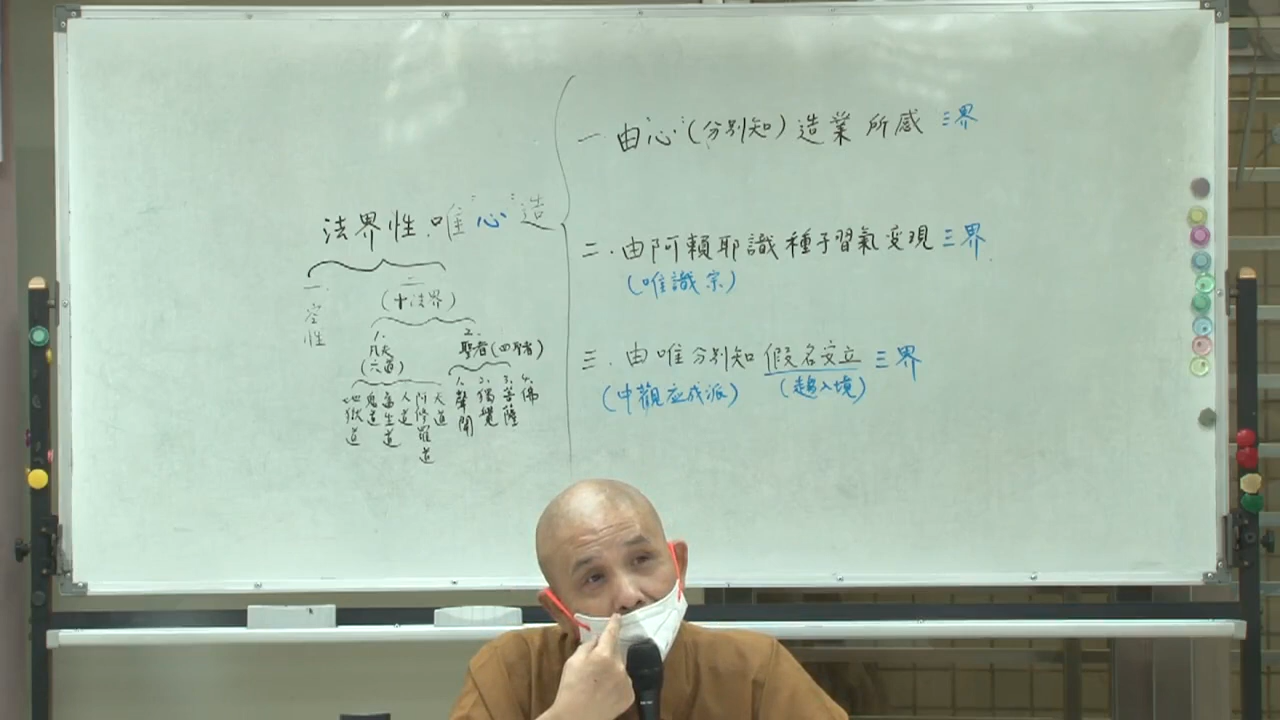 法界性.唯“心”造
一.空性
二.(十法界)
1.凡夫(六道)
地獄道
鬼道
畜生道
人道
阿修羅道
天道
2.聖者(四聖者)
1.聲聞
2.獨覺
3.菩薩
4.佛
一.由“心”(分別知)造業所感三界
二.由阿賴耶識種子習氣变現三界.
(唯識宗)
三.由唯分別知假名安立三界
(中觀应成派)
(趨入境)